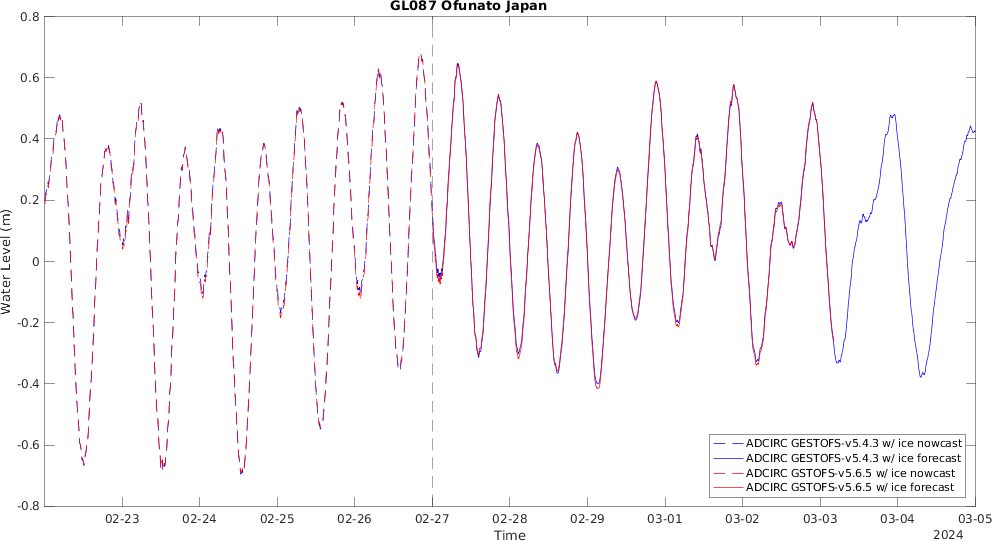 GL087 Ofunato Japan
0.8
0.6
0.4
0.2
0
-0.2
-0.4
-0.6
-0.8
Water Level (m)
ADCIRC GESTOFS-v5.4.3 w/ ice nowcast
ADCIRC GESTOFS-v5.4.3 w/ ice forecast
ADCIRC GSTOFS-v5.6.5 w/ ice nowcast
ADCIRC GSTOFS-v5.6.5 w/ ice forecast
02-23 02-24 02-25 02-26 02-27 02-28 02-29 03-01 03-02 03-03 03-04 03-05
Time
2024